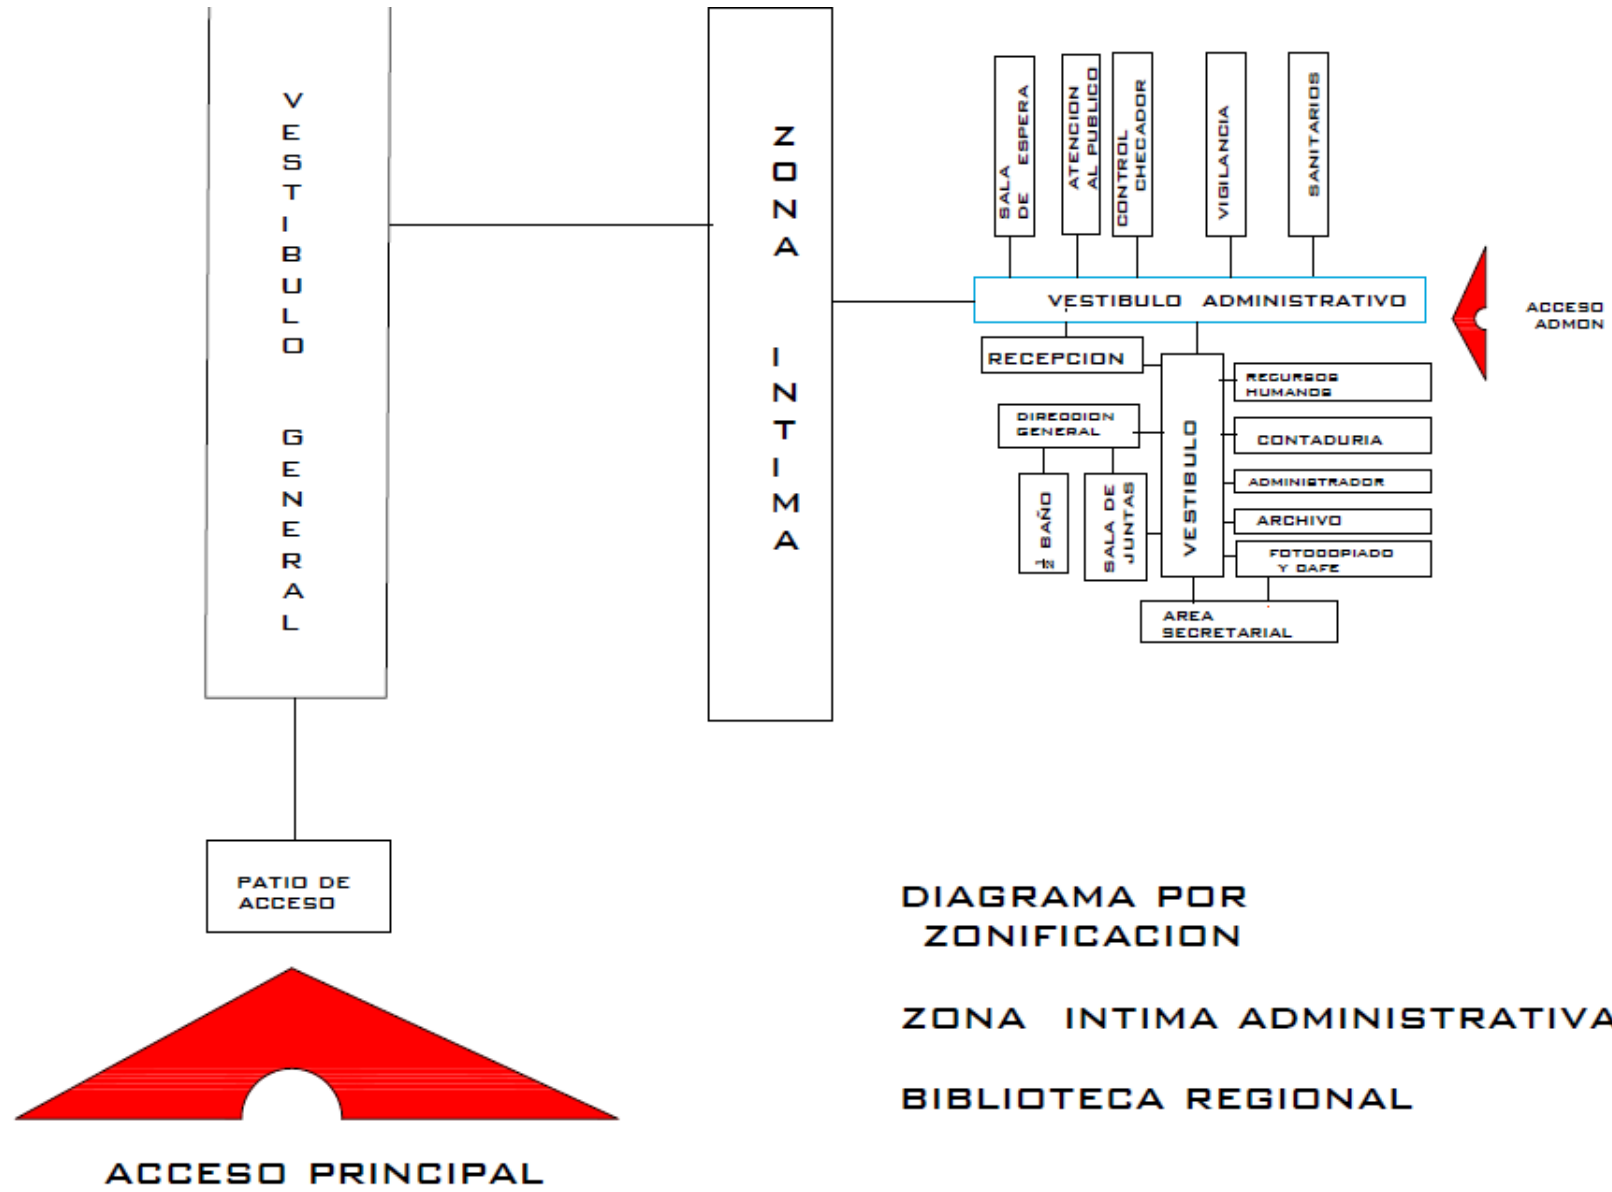 VESTIBULO GENERAL
ZONA INTIMA
SALA
DE ESPERA
ATENCION
AL PUBLICO
CONTROL
CHECADOR
VIGILANCIA
SANITARIOS
VESTIBULO ADMINISTRATIVO
ACCESO
ADMON
RECEPCION
RECURSOS
HUMANOS
DIRECCION
GENERAL
VESTIBULO
CONTADURIA
ADMINISTRADOR
½ BAÑO
SALA DE
JUNTAS
ARCHIVO
FOTOCOPIADO
Y CAFE
AREA
SECRETARIAL
PATIO DE
ACCESO
DIAGRAMA POR
ZONIFICACION
ZONA INTIMA ADMINISTRATIVA
BIBLIOTECA REGIONAL
ACCESO PRINCIPAL